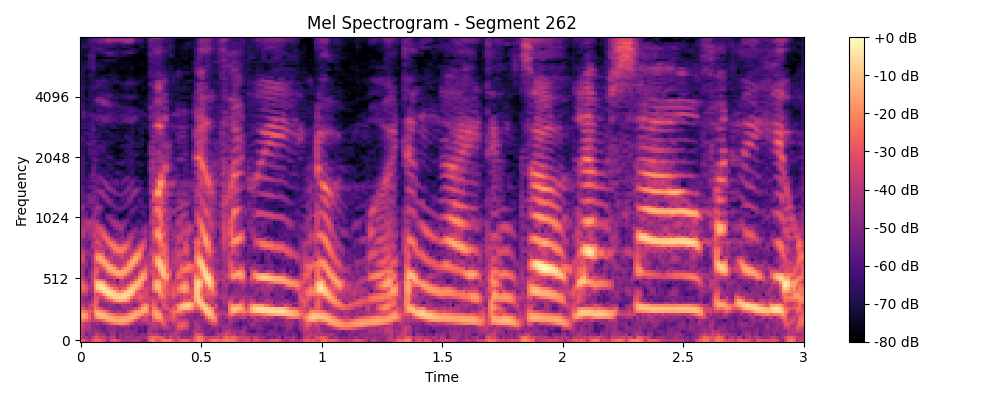 Mel Spectrogram - Segment 262
Frequency
4096
2048
1024
512
0
0
0.5
1
1.5
2
2.5
3
Time
+0 dB
-10 dB
-20 dB
-30 dB
-40 dB
-50 dB
-60 dB
-70 dB
-80 dB